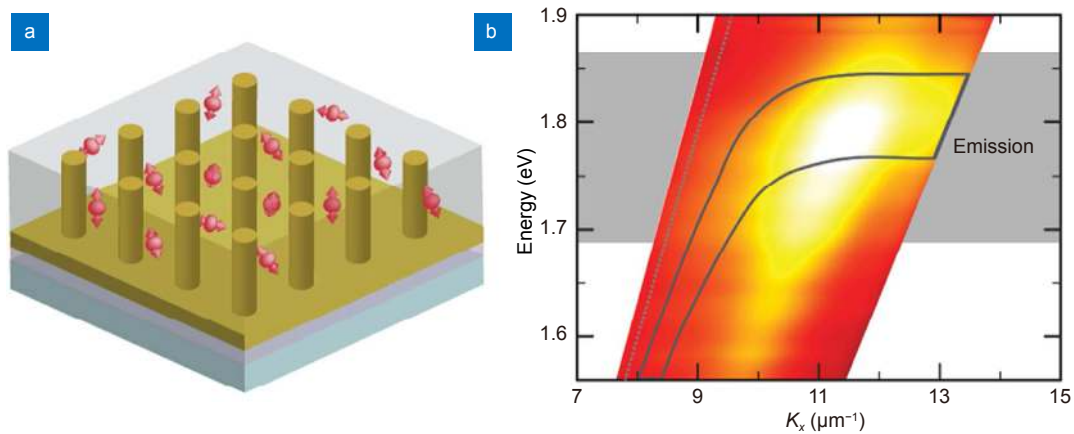 a
b
1.9
1.8
1.7
1.6
Energy (eV)
Emission
7
9
11
13
15
Kₓ (μm⁻¹)